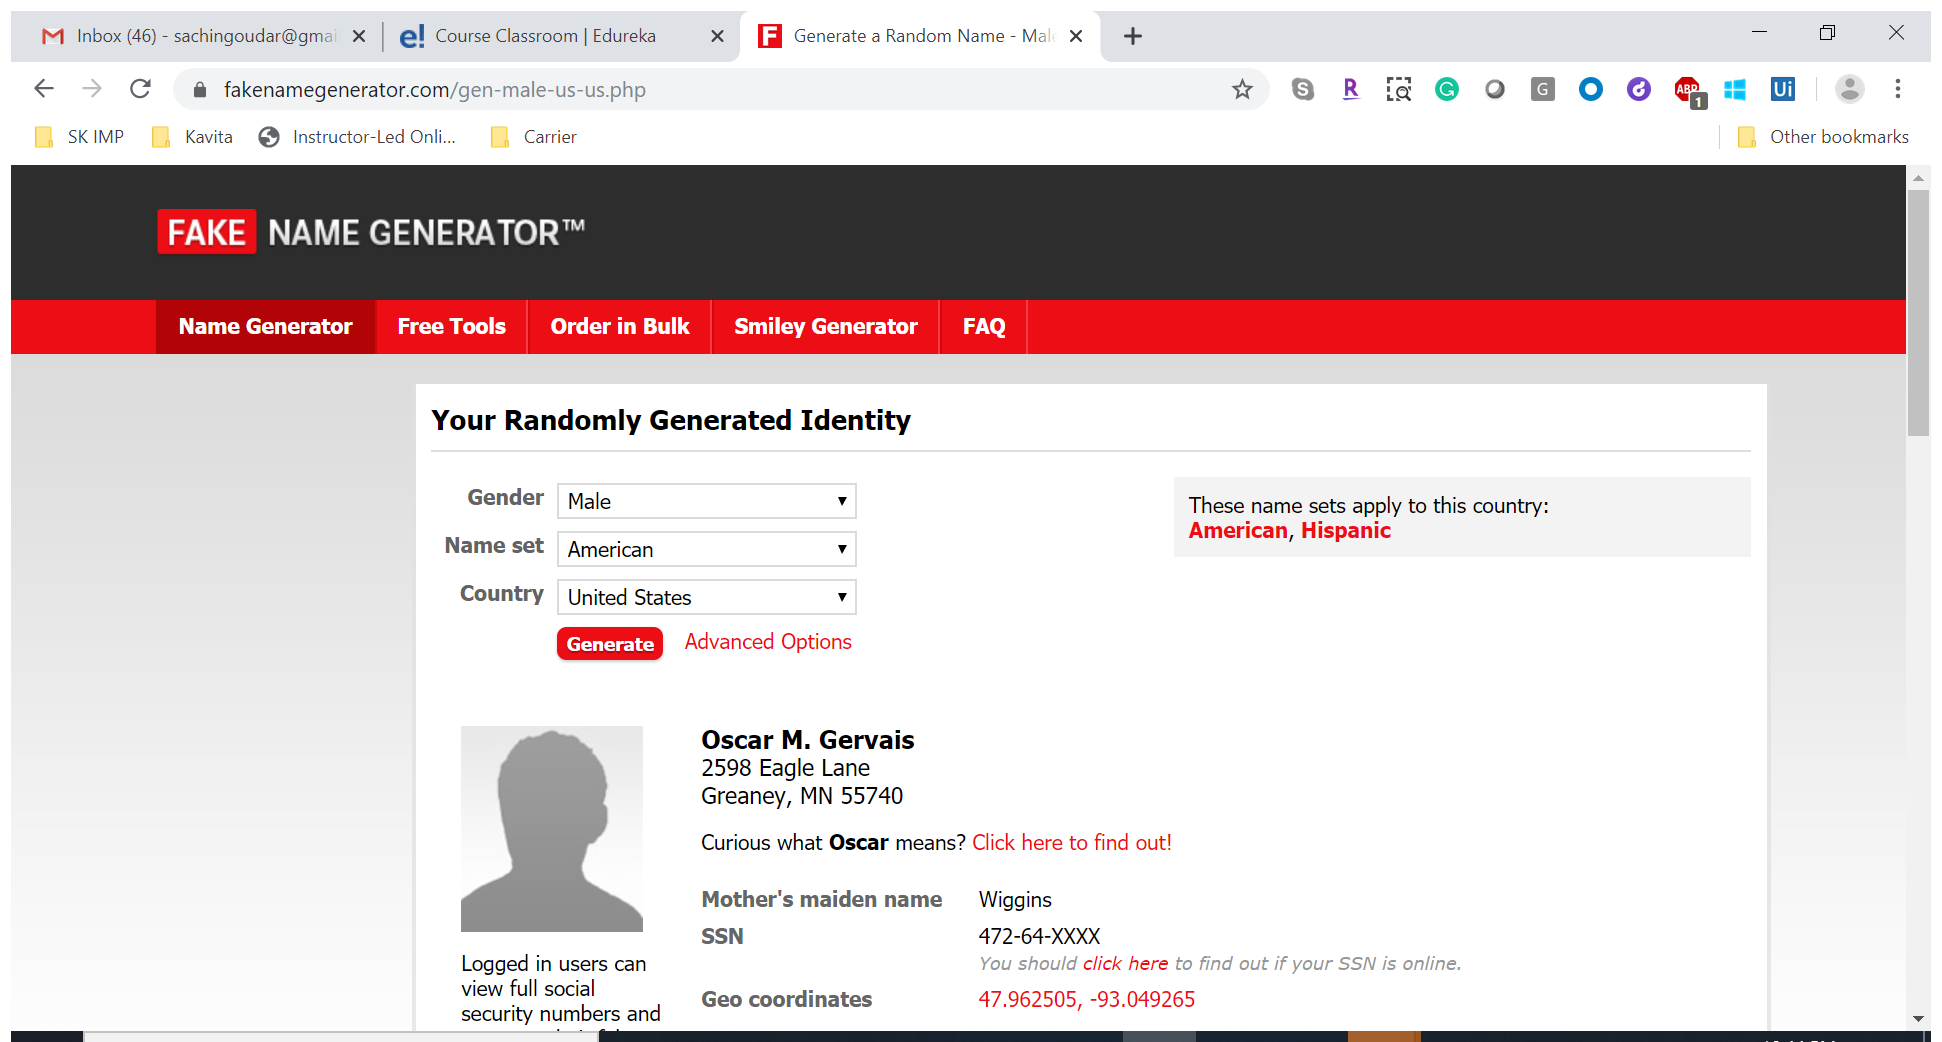 Inbox (46) - sachingoudar@gmai
Course Classroom | Edureka
Generate a Random Name - Male
fakenamegenerator.com/gen-male-us-us.php
SK IMP
Kavita
Instructor-Led Onli...
Carrier
Other bookmarks
FAKE NAME GENERATOR™
Name Generator
Free Tools
Order in Bulk
Smiley Generator
FAQ
Your Randomly Generated Identity
Gender
Male
Name set
American
Country
United States
Generate
Advanced Options
These name sets apply to this country:
American, Hispanic
Oscar M. Gervais
2598 Eagle Lane
Greaney, MN 55740
Curious what Oscar means? Click here to find out!
Mother's maiden name
Wiggins
SSN
472-64-XXXX
You should click here to find out if your SSN is online.
Geo coordinates
47.962505, -93.049265
Logged in users can
view full social
security numbers and